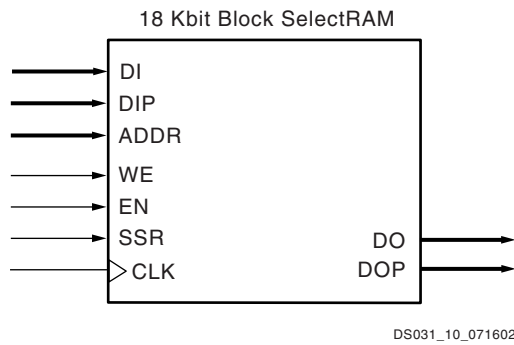 18 Kbit Block SelectRAM
DI
DIP
ADDR
WE
EN
SSR
CLK
DO
DOP
DS031_10_071602